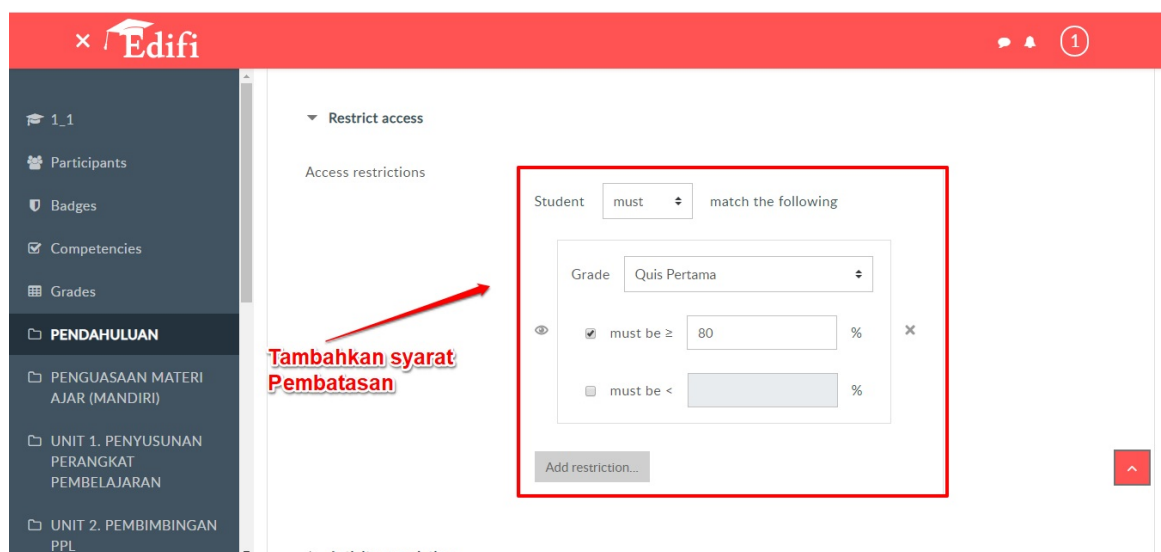 Edifi
1
1_1
Participants
Badges
Competencies
Grades
PENDAHULUAN
PENGUASAAN MATERI
AJAR (MANDIRI)
UNIT 1. PENYUSUNAN
PERANGKAT
PEMBELAJARAN
UNIT 2. PEMBIMBINGAN
PPL
Restrict access
Access restrictions
Student must match the following
Grade Quis Pertama
must be ≥ 80 %
must be < %
Add restriction...
Tambahkan syarat
Pembatasan